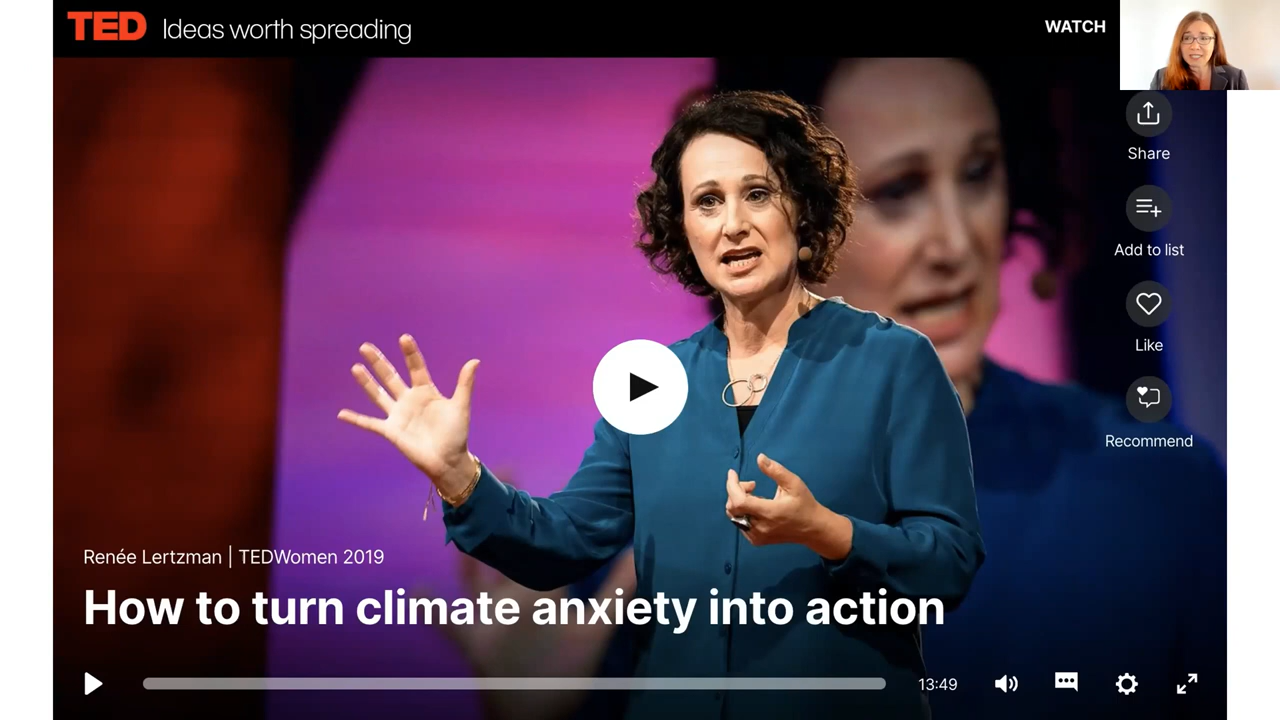 TED Ideas worth spreading
WATCH
Share
Add to list
Like
Recommend
Renée Lertzman | TEDWomen 2019
How to turn climate anxiety into action
13:49